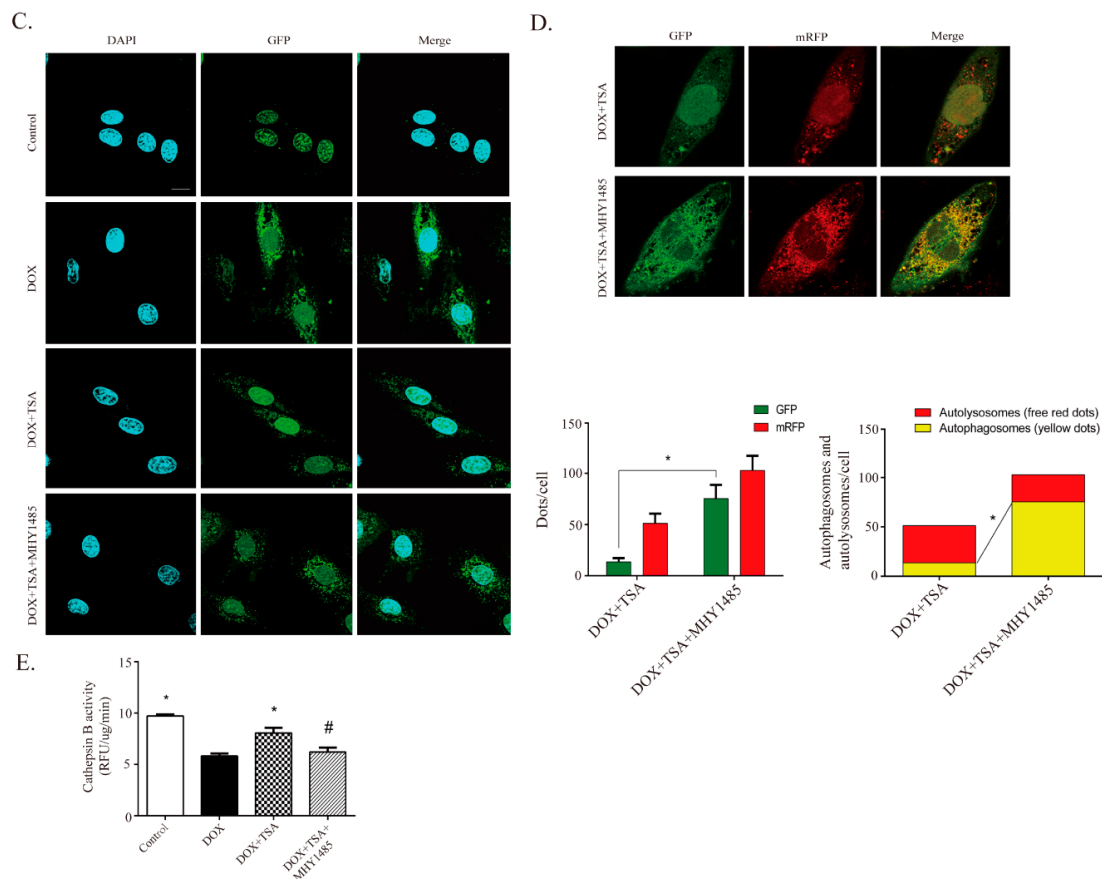 C.
DAPI GFP Merge
Control
DOX
DOX+TSA
DOX+TSA+MHY1485
D.
GFP mRFP Merge
DOX+TSA
DOX+TSA+MHY1485
GFP
mRFP
Dots/cell
150
100
50
0
*
DOX+TSA
DOX+TSA+MHY1485
Autolysosomes (free red dots)
Autophagosomes (yellow dots)
Autophagosomes and
autolysosomes/cell
150
100
50
0
*
DOX+TSA
DOX+TSA+MHY1485
E.
Cathepsin B activity
(RFU/ug/min)
15
10
5
0
*
*
#
Control
DOX
DOX+TSA
DOX+TSA+
MHY1485